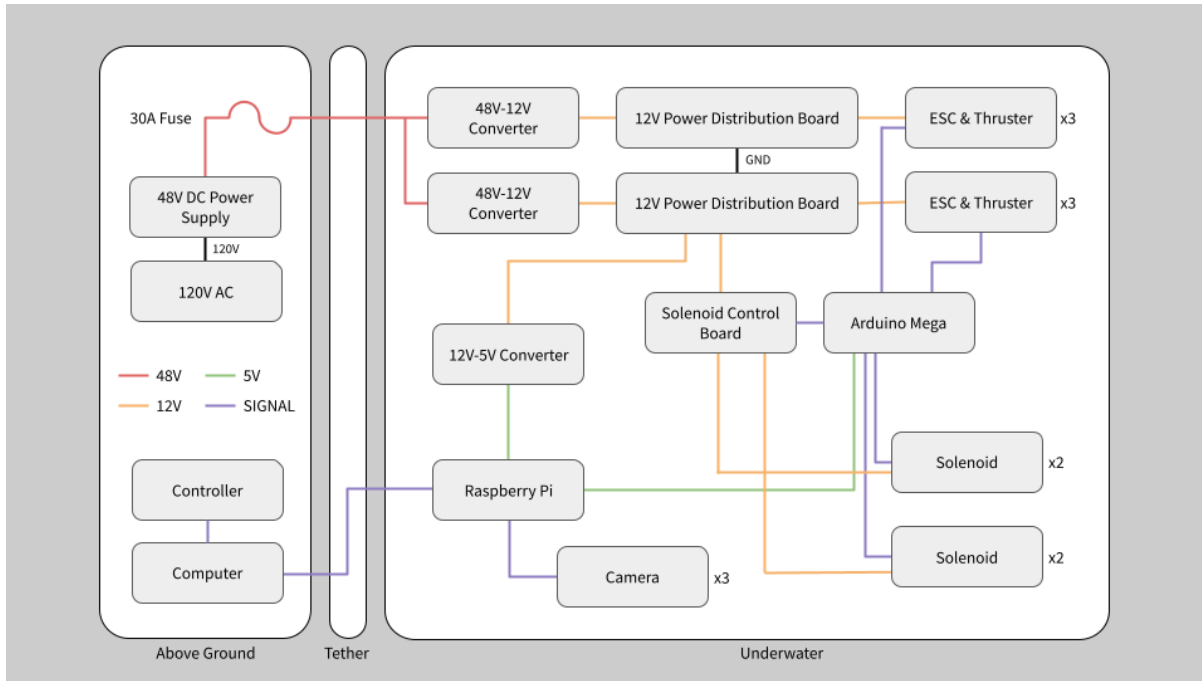 30A Fuse
48V DC Power
Supply
120V
120V AC
48V
5V
12V
SIGNAL
Controller
Computer
Above Ground
Tether
48V-12V
Converter
12V Power Distribution Board
ESC & Thruster
x3
GND
48V-12V
Converter
12V Power Distribution Board
ESC & Thruster
x3
Solenoid Control
Board
Arduino Mega
12V-5V Converter
Raspberry Pi
Solenoid
x2
Camera
x3
Solenoid
x2
Underwater